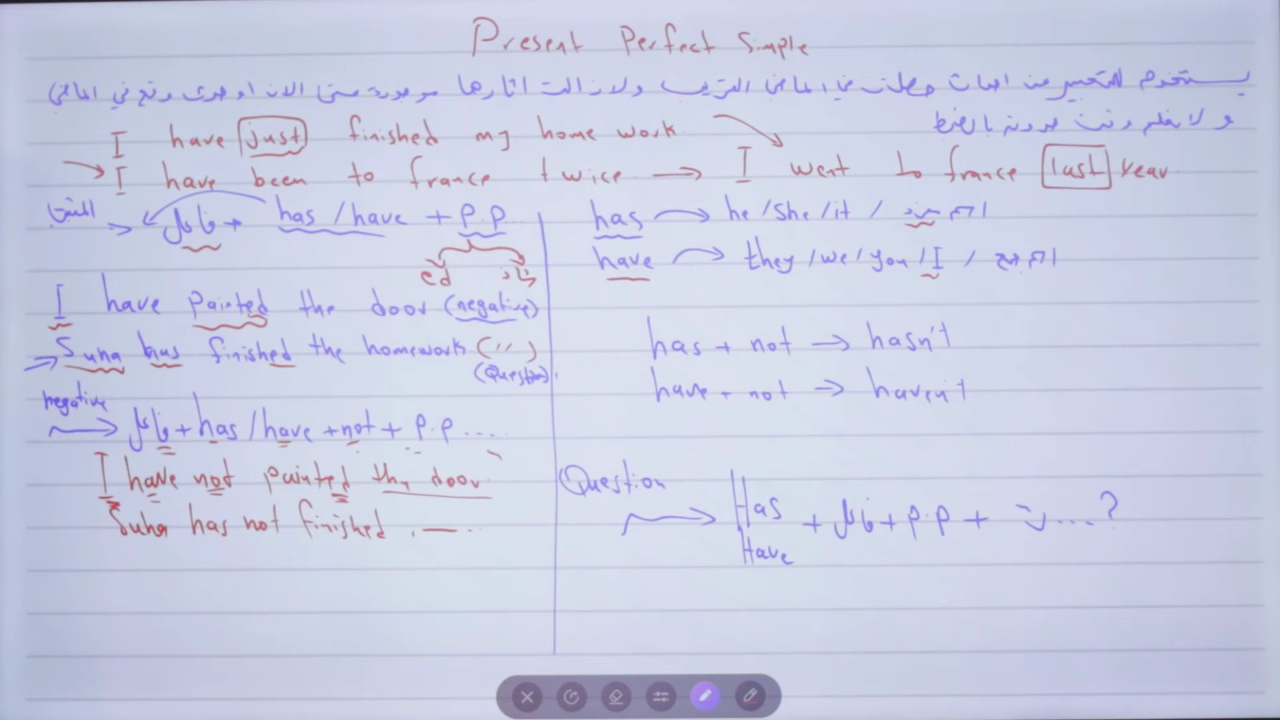 Present Perfect Simple
يستخدم للتعبير عن احداث حصلت في الماضي القريب ولازالت اثارها موجودة حتى الان او حدث وقع في الماضي
ولا يعلم وقت حدوثه بالضبط
I have just finished my home work
I have been to france twice → I went to france last year
المثبت → فاعل + has / have + p.p
ed شاذ
I have painted the door (negative)
Suha has finished the homework (")
(Question)
negative
→ فاعل + has / have + not + p.p ....
I have not painted the door
Suha has not finished . —
has → he / she / it / اسم مفرد
have → they / we / you / I / اسم جمع
has + not → hasn't
have + not → haven't
Question
→ Has + فاعل + p.p + ....?
Have